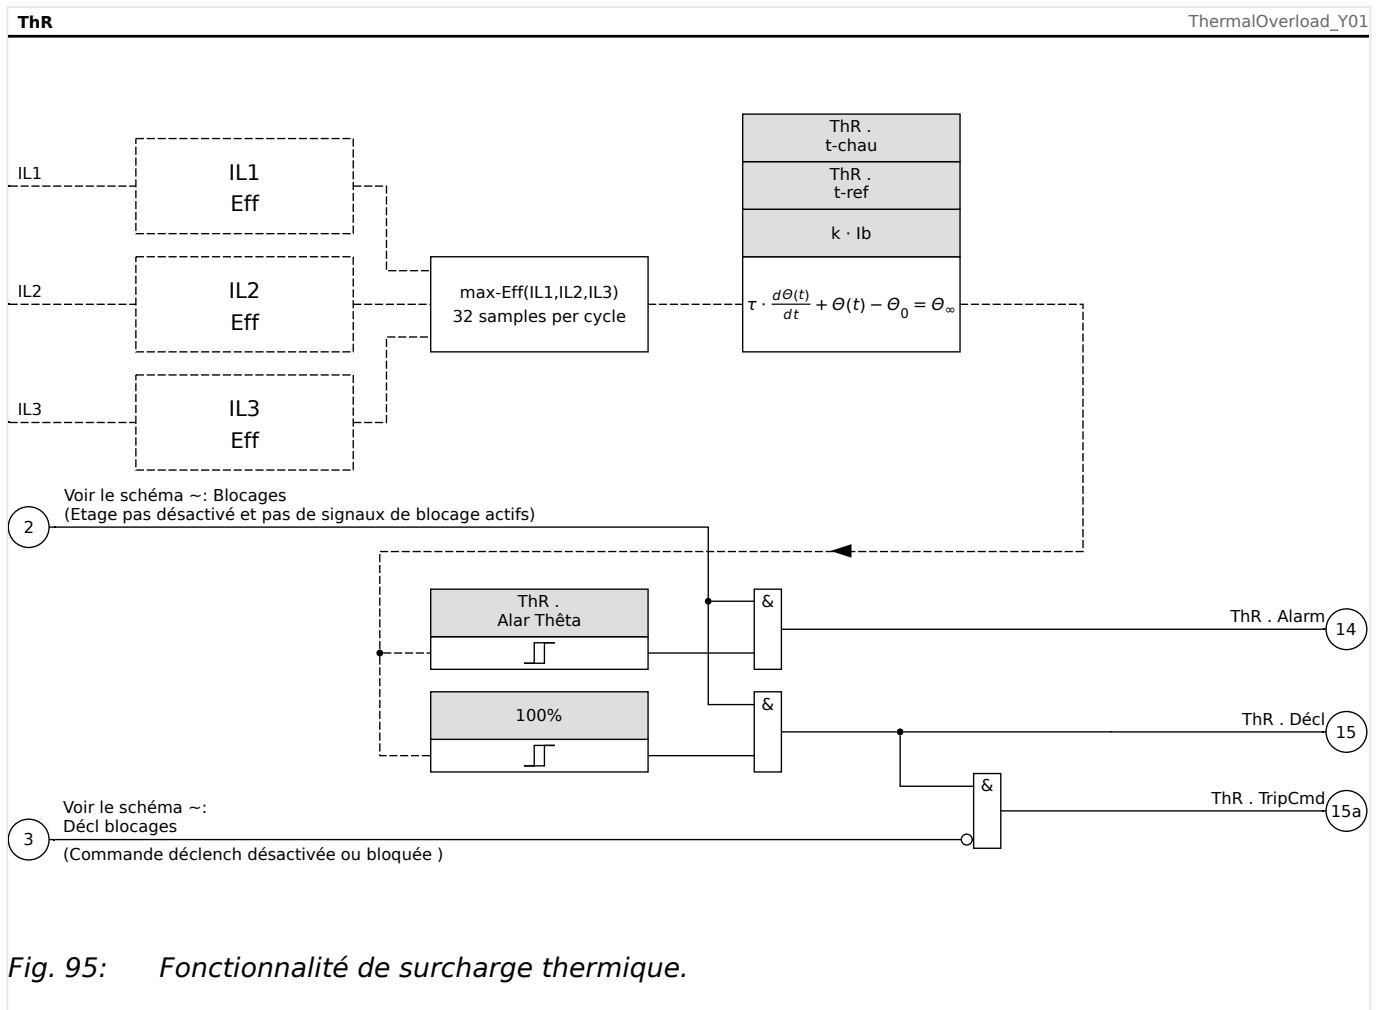 ThR
ThermalOverload_Y01
IL1
IL1
Eff
IL2
IL2
Eff
IL3
IL3
Eff
max-Eff(IL1,IL2,IL3)
32 samples per cycle
ThR .
t-chau
ThR .
t-ref
k · Ib
τ · dΘ(t)/dt + Θ(t) − Θ₀ = Θ∞
Voir le schéma ~: Blocages
(Etage pas désactivé et pas de signaux de blocage actifs)
2
ThR .
Alar Thêta
&
ThR . Alarm
14
100%
&
ThR . Décl
15
&
ThR . TripCmd
15a
Voir le schéma ~:
Décl blocages
3
(Commande déclench désactivée ou bloquée )
Fig. 95: Fonctionnalité de surcharge thermique.